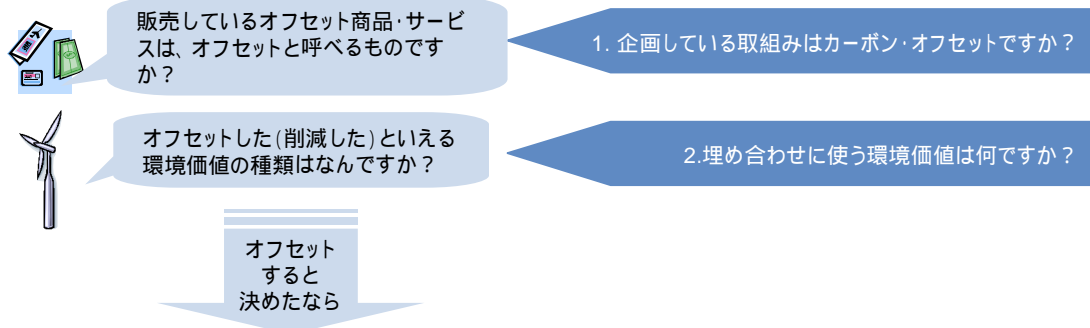 販売しているオフセット商品・サービ
スは、オフセットと呼べるものです
か？
1. 企画している取組みはカーボン・オフセットですか？
オフセットした(削減した)といえる
環境価値の種類はなんですか？
2.埋め合わせに使う環境価値は何ですか？
オフセット
すると
決めたなら